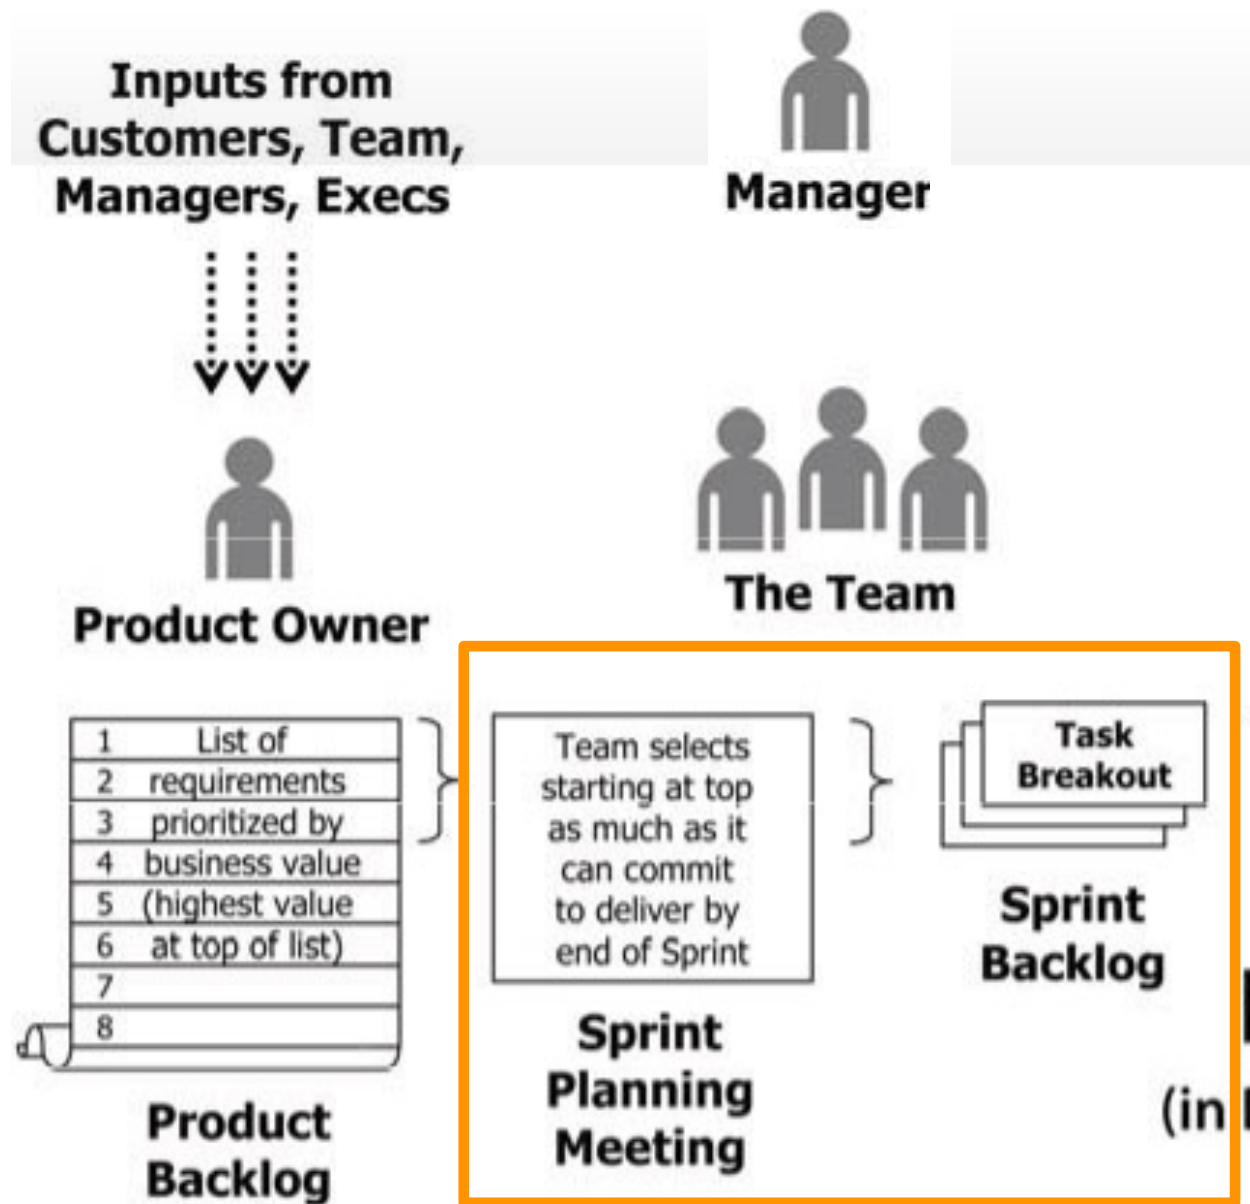 Inputs from
Customers, Team,
Managers, Execs
Manager
Product Owner
The Team
1 List of
2 requirements
3 prioritized by
4 business value
5 (highest value
6 at top of list)
7
8
Product
Backlog
Team selects
starting at top
as much as it
can commit
to deliver by
end of Sprint
Sprint
Planning
Meeting
Task
Breakout
Sprint
Backlog
(in